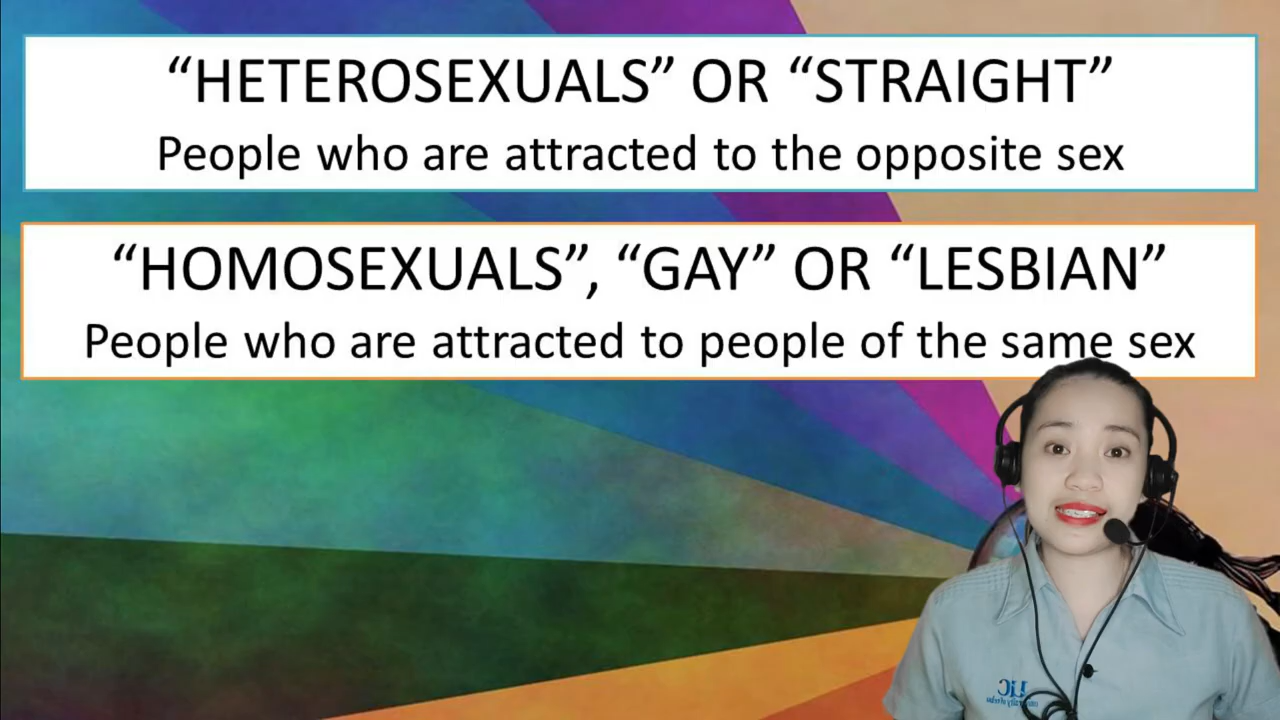 “HETEROSEXUALS” OR “STRAIGHT”
People who are attracted to the opposite sex
“HOMOSEXUALS”, “GAY” OR “LESBIAN”
People who are attracted to people of the same sex
UC